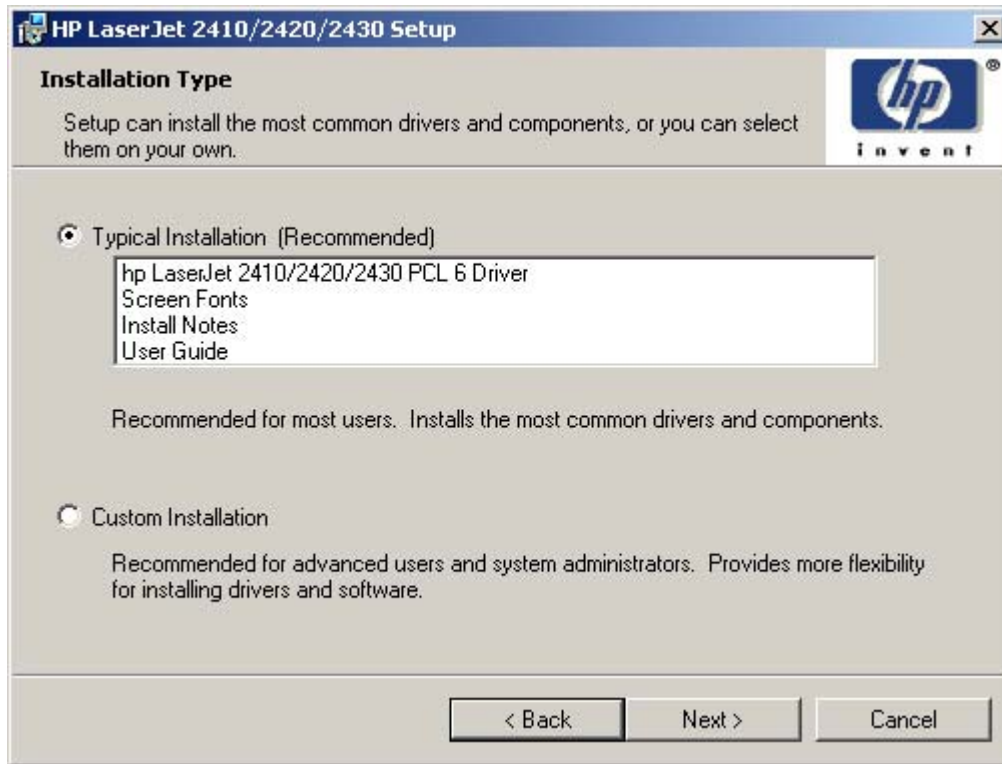 HP LaserJet 2410/2420/2430 Setup
Installation Type
Setup can install the most common drivers and components, or you can select
them on your own.
hp
®
invent
Typical Installation (Recommended)
hp LaserJet 2410/2420/2430 PCL 6 Driver
Screen Fonts
Install Notes
User Guide
Recommended for most users. Installs the most common drivers and components.
Custom Installation
Recommended for advanced users and system administrators. Provides more flexibility
for installing drivers and software.
< Back
Next >
Cancel